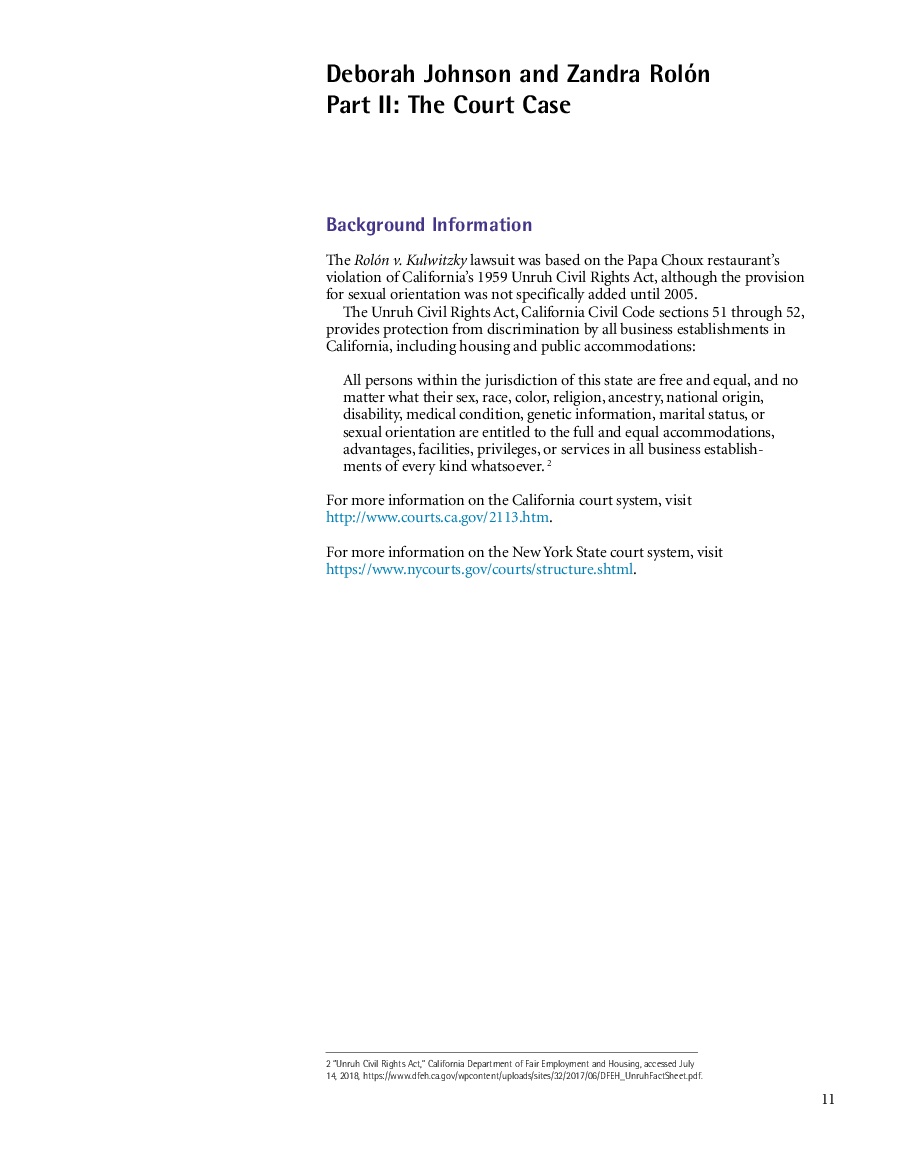 Deborah Johnson and Zandra Rolón
Part II: The Court Case
Background Information
The Rolón v. Kulwitzky lawsuit was based on the Papa Choux restaurant’s
violation of California’s 1959 Unruh Civil Rights Act, although the provision
for sexual orientation was not specifically added until 2005.
The Unruh Civil Rights Act, California Civil Code sections 51 through 52,
provides protection from discrimination by all business establishments in
California, including housing and public accommodations:
All persons within the jurisdiction of this state are free and equal, and no
matter what their sex, race, color, religion, ancestry, national origin,
disability, medical condition, genetic information, marital status, or
sexual orientation are entitled to the full and equal accommodations,
advantages, facilities, privileges, or services in all business establish-
ments of every kind whatsoever. 2
For more information on the California court system, visit
http://www.courts.ca.gov/2113.htm.
For more information on the New York State court system, visit
https://www.nycourts.gov/courts/structure.shtml.
2 “Unruh Civil Rights Act,” California Department of Fair Employment and Housing, accessed July
14, 2018, https://www.dfeh.ca.gov/wpcontent/uploads/sites/32/2017/06/DFEH_UnruhFactSheet.pdf.
11